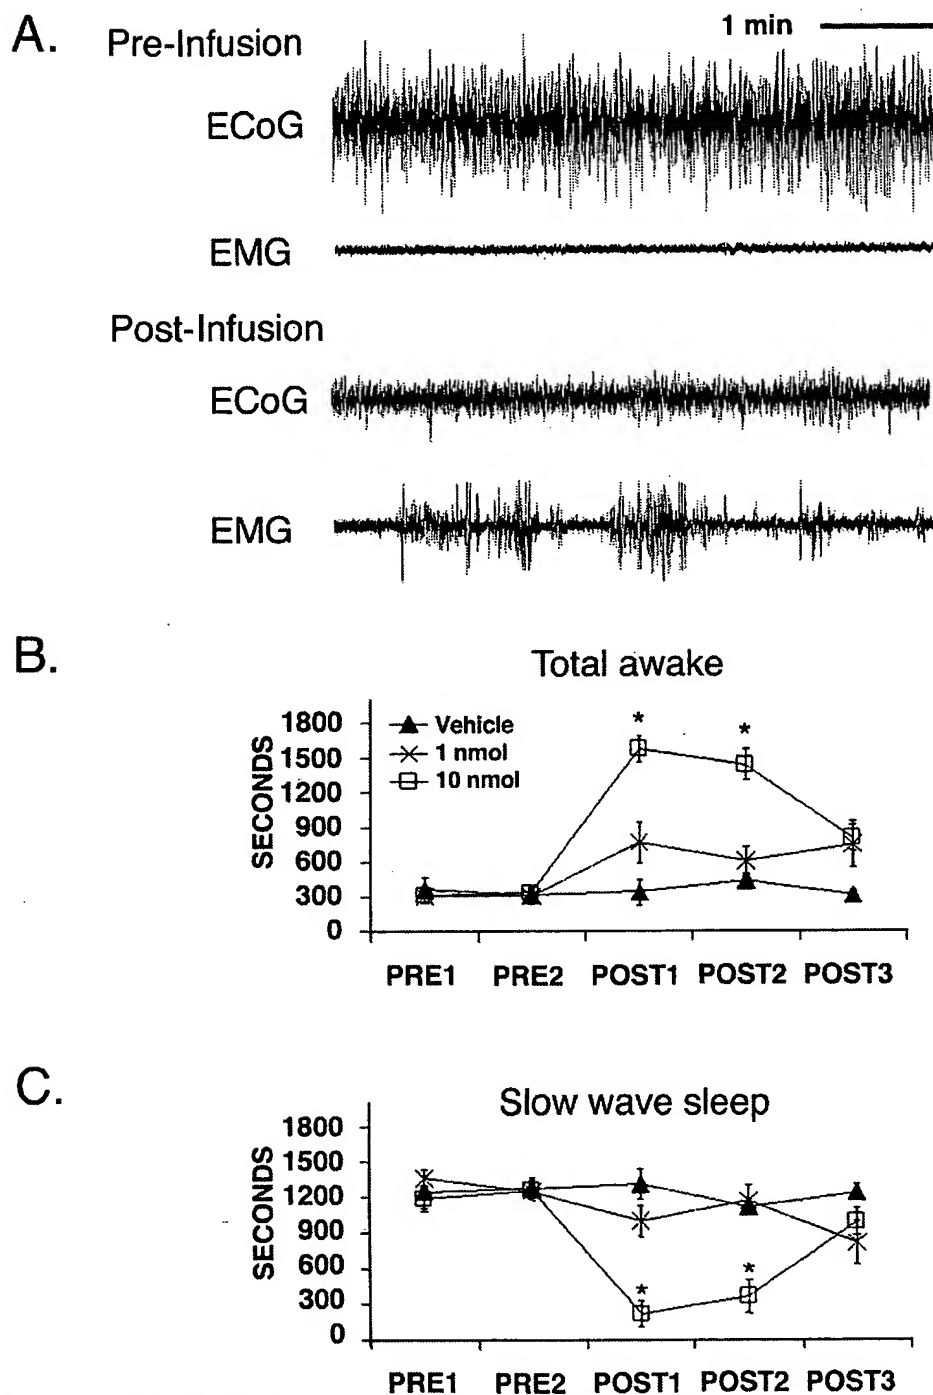 A. Pre-Infusion 1 min
ECoG
EMG
Post-Infusion
ECoG
EMG
B.
Total awake
SECONDS
1800
1500
1200
900
600
300
0
Vehicle
1 nmol
10 nmol
*
*
PRE1 PRE2 POST1 POST2 POST3
C.
Slow wave sleep
SECONDS
1800
1500
1200
900
600
300
0
*
*
PRE1 PRE2 POST1 POST2 POST3